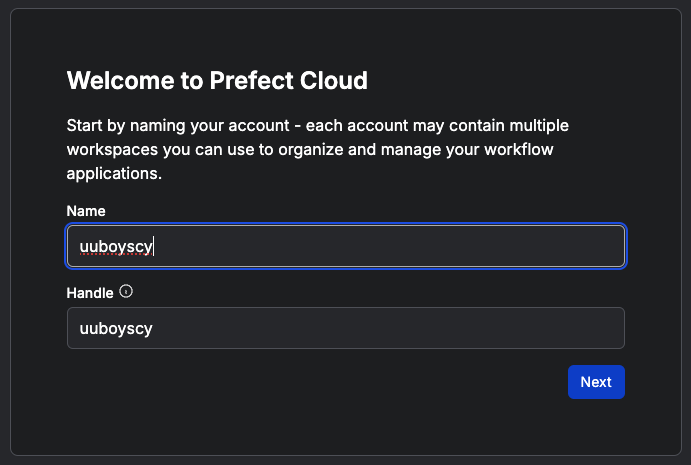 Welcome to Prefect Cloud
Start by naming your account - each account may contain multiple
workspaces you can use to organize and manage your workflow
applications.
Name
uuboyscy
Handle
uuboyscy
Next